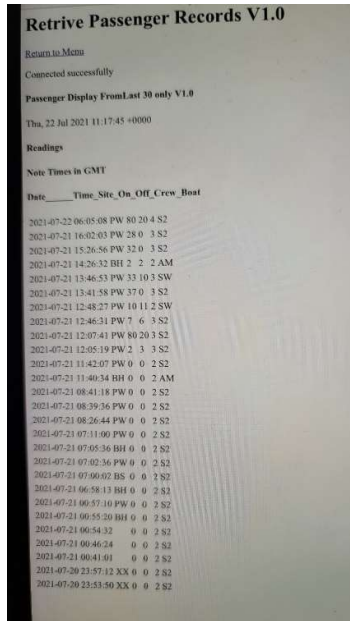 Retrive Passenger Records V1.0
Return to Menu
Connected successfully
Passenger Display FromLast 30 only V1.0
Thu, 22 Jul 2021 11:17:45 +0000
Readings
Note Times in GMT
Date______Time_Site_On_Off_Crew_Boat
2021-07-22 06:05:08 PW 80 20 4 S2
2021-07-21 16:02:03 PW 28 0 3 S2
2021-07-21 15:26:56 PW 32 0 3 S2
2021-07-21 14:26:32 BH 2 2 2 AM
2021-07-21 13:46:53 PW 33 10 3 SW
2021-07-21 13:41:58 PW 37 0 3 S2
2021-07-21 12:48:27 PW 10 11 2 SW
2021-07-21 12:46:31 PW 7 6 3 S2
2021-07-21 12:07:41 PW 80 20 3 S2
2021-07-21 12:05:19 PW 2 3 3 S2
2021-07-21 11:42:07 PW 0 0 2 S2
2021-07-21 11:40:34 BH 0 0 2 AM
2021-07-21 08:41:18 PW 0 0 2 S2
2021-07-21 08:39:36 PW 0 0 2 S2
2021-07-21 08:26:44 PW 0 0 2 S2
2021-07-21 07:11:00 PW 0 0 2 S2
2021-07-21 07:05:36 BH 0 0 2 S2
2021-07-21 07:02:36 PW 0 0 2 S2
2021-07-21 07:00:02 BS 0 0 2 S2
2021-07-21 06:58:13 BH 0 0 2 S2
2021-07-21 00:57:10 PW 0 0 2 S2
2021-07-21 00:55:20 BH 0 0 2 S2
2021-07-21 00:54:32 0 0 2 S2
2021-07-21 00:46:24 0 0 2 S2
2021-07-21 00:41:01 0 0 2 S2
2021-07-20 23:57:12 XX 0 0 2 S2
2021-07-20 23:53:50 XX 0 0 2 S2